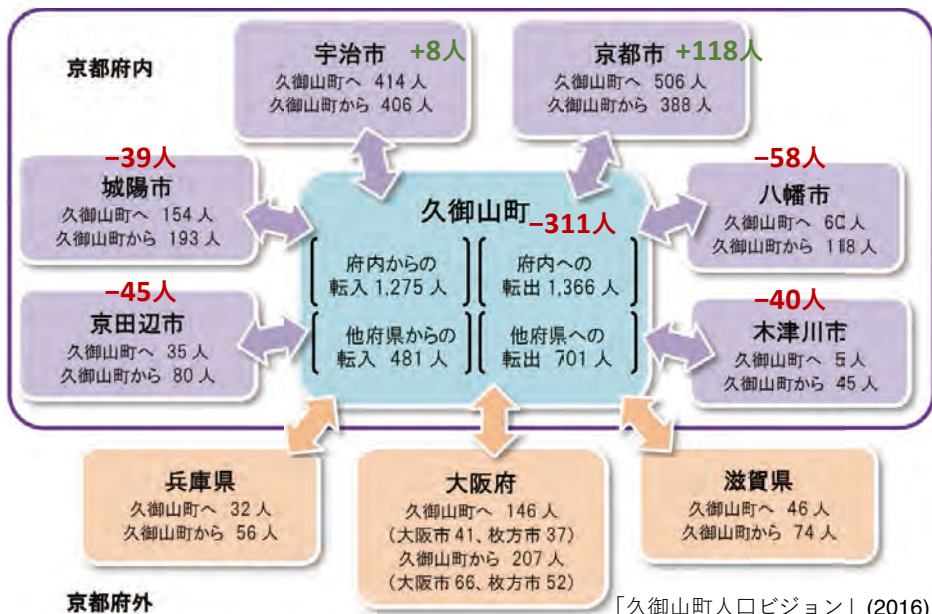 京都府内
宇治市 +8人
久御山町へ 414 人
久御山町から 406 人
京都市 +118人
久御山町へ 506 人
久御山町から 388 人
−39人
城陽市
久御山町へ 154 人
久御山町から 193 人
−58人
八幡市
久御山町へ 60 人
久御山町から 118 人
久御山町 −311人
府内からの
転入 1,275 人
府内への
転出 1,366 人
他府県からの
転入 481 人
他府県への
転出 701 人
−45人
京田辺市
久御山町へ 35 人
久御山町から 80 人
−40人
木津川市
久御山町へ 5人
久御山町から 45 人
兵庫県
久御山町へ 32 人
久御山町から 56 人
大阪府
久御山町へ 146 人
(大阪市 41、枚方市 37)
久御山町から 207 人
(大阪市 66、枚方市 52)
滋賀県
久御山町へ 46 人
久御山町から 74 人
京都府外
「久御山町人口ビジョン」(2016)